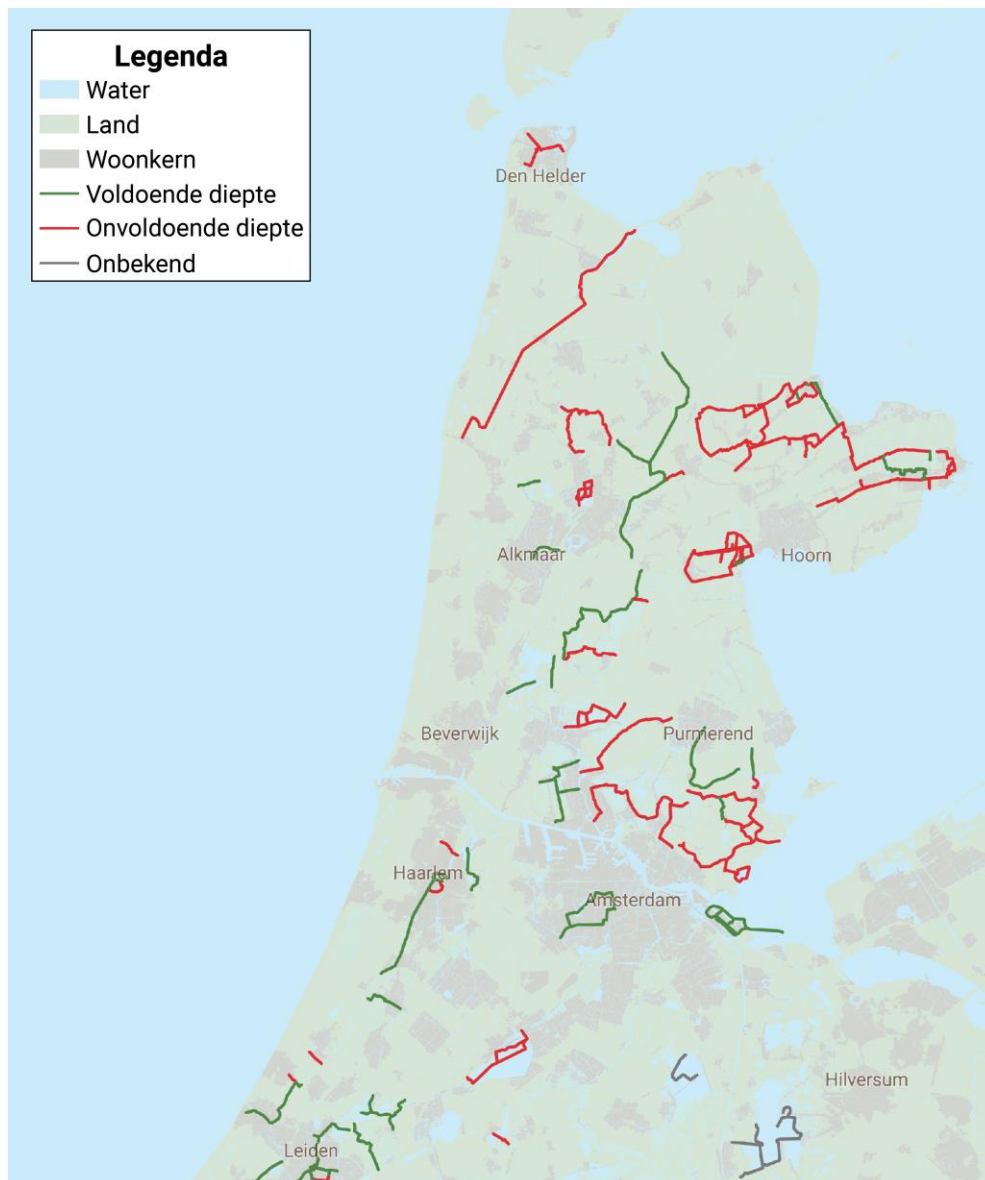 Legenda
Water
Land
Woonkern
Voldoende diepte
Onvoldoende diepte
Onbekend
Den Helder
Alkmaar
Hoorn
Beverwijk
Purmerend
Haarlem
Amsterdam
Hilversum
Leiden